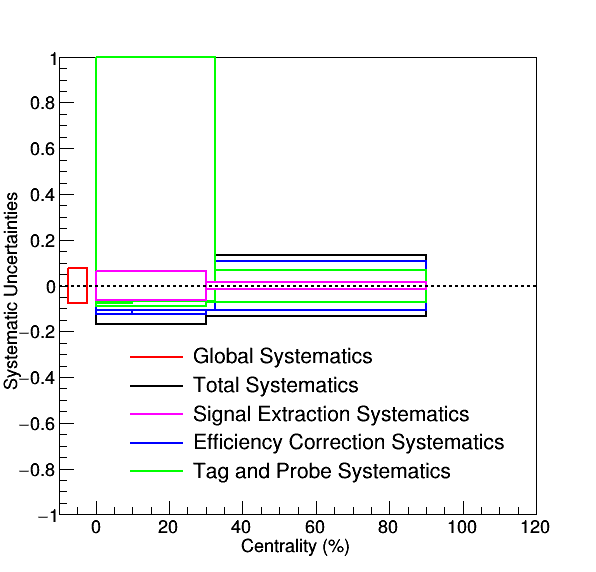 1
0.8
0.6
0.4
0.2
0
−0.2
−0.4
−0.6
−0.8
−1
Systematic Uncertainties
Global Systematics
Total Systematics
Signal Extraction Systematics
Efficiency Correction Systematics
Tag and Probe Systematics
0 20 40 60 80 100 120
Centrality (%)